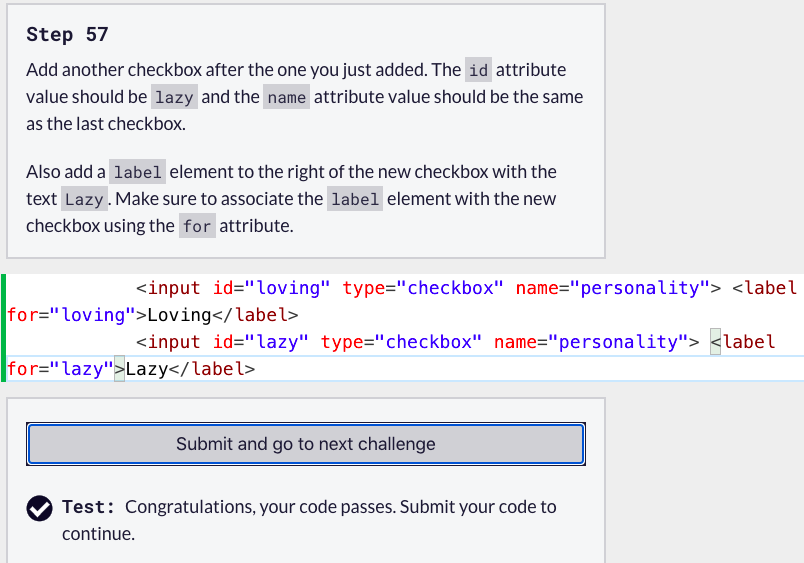 Step 57
Add another checkbox after the one you just added. The id attribute
value should be lazy and the name attribute value should be the same
as the last checkbox.
Also add a label element to the right of the new checkbox with the
text Lazy. Make sure to associate the label element with the new
checkbox using the for attribute.
<input id="loving" type="checkbox" name="personality"> <label
for="loving">Loving</label>
<input id="lazy" type="checkbox" name="personality"> <label
for="lazy">Lazy</label>
Submit and go to next challenge
Test: Congratulations, your code passes. Submit your code to
continue.